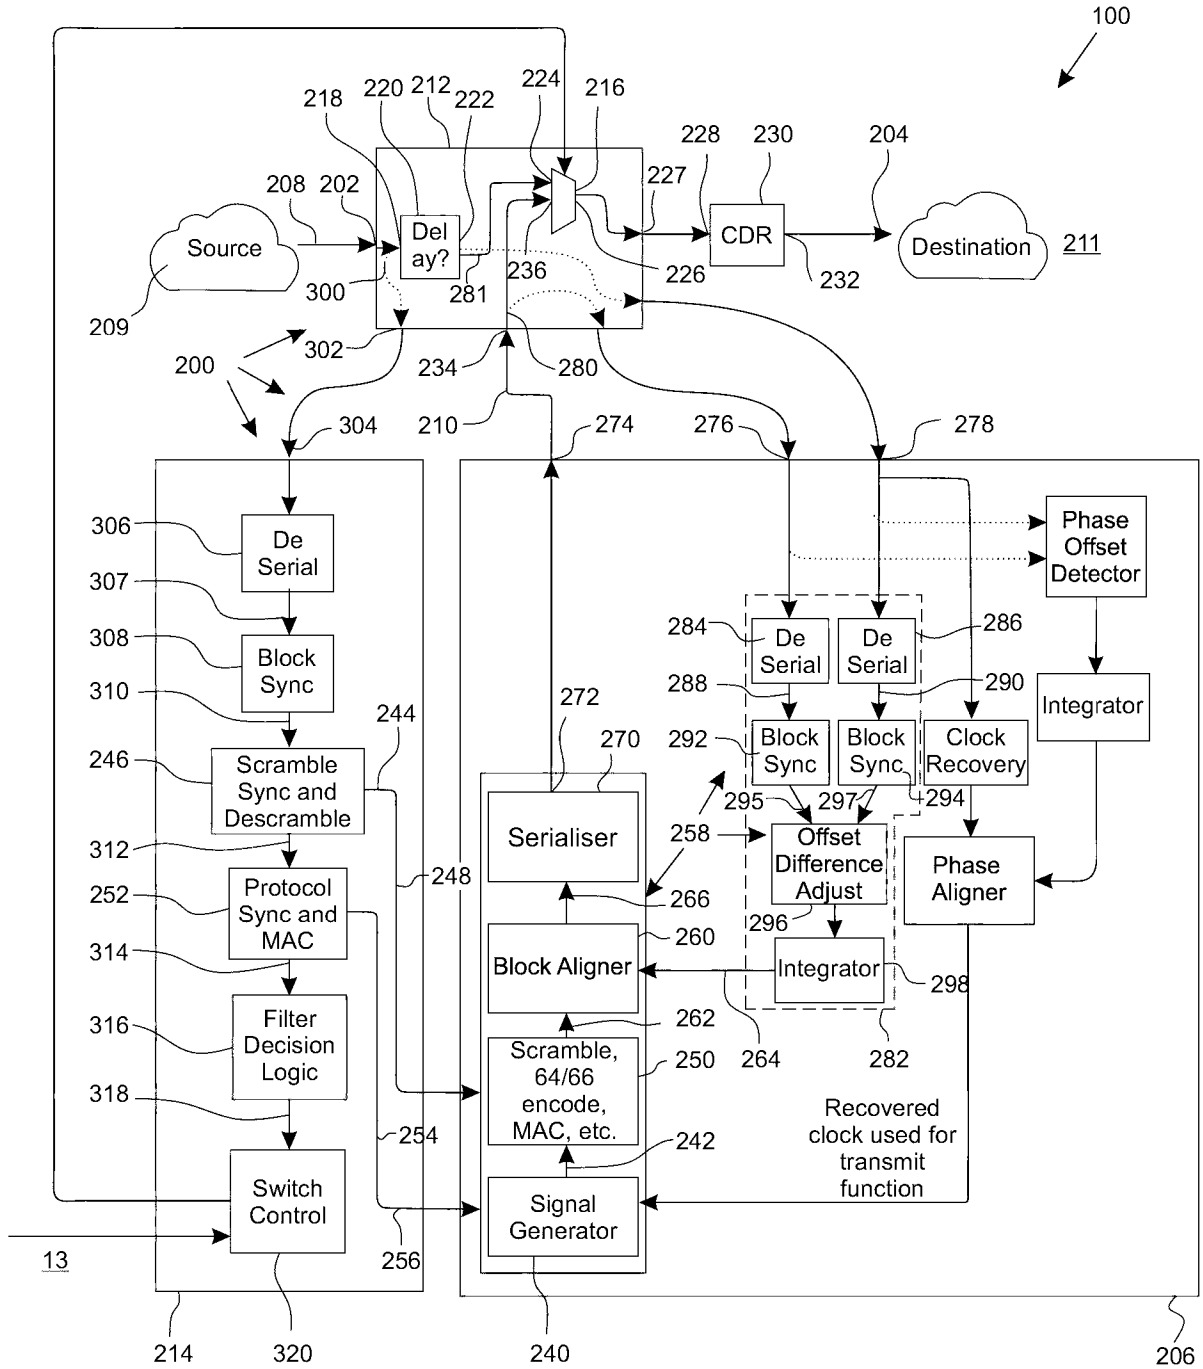 100
224
216
220
212
222
218
228
230
204
202
227
208
Source
Del
ay?
CDR
Destination
211
236
226
232
300
281
209
302
234
280
200
304
210
274
276
278
306
De
Serial
Phase
Offset
Detector
307
308
Block
Sync
284
De
Serial
De
Serial
286
310
288
290
Integrator
244
272
270
246
Scramble
Sync and
Descramble
292
Block
Sync
Block
Sync
Clock
Recovery
295
297
294
312
Serialiser
258
Offset
Difference
Adjust
Phase
Aligner
248
252
Protocol
Sync and
MAC
266
296
260
314
Block Aligner
Integrator
298
316
Filter
Decision
Logic
262
264
282
Scramble,
64/66
encode,
MAC, etc.
250
318
Recovered
clock used for
transmit
function
254
242
Switch
Control
Signal
Generator
13
256
214
320
240
206